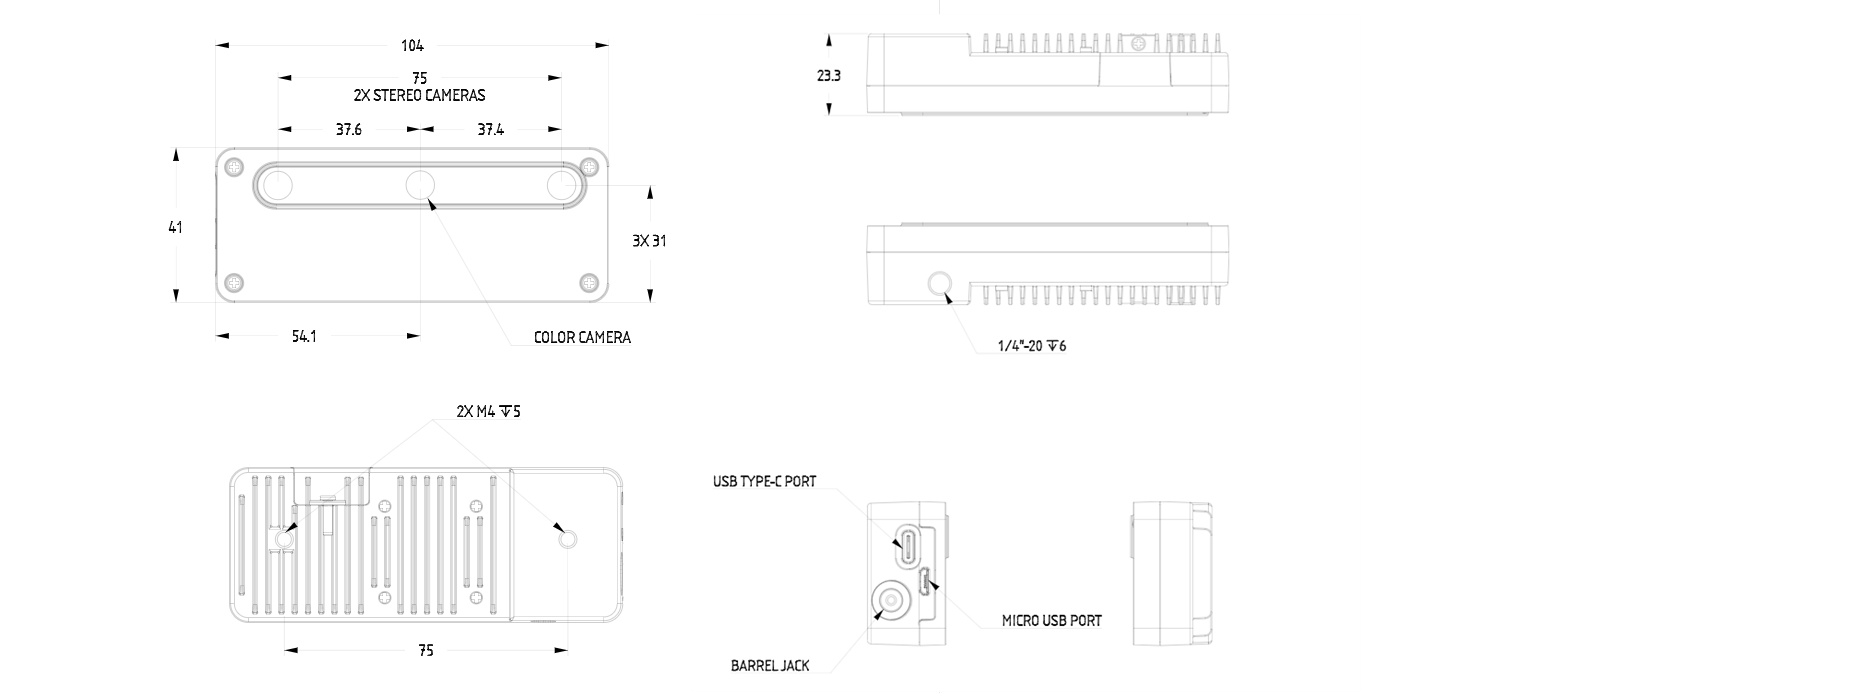 104
75
2X STEREO CAMERAS
37.6
37.4
41
3X 31
54.1
COLOR CAMERA
23.3
1/4"-20 ↧6
2X M4 ↧5
75
USB TYPE-C PORT
MICRO USB PORT
BARREL JACK